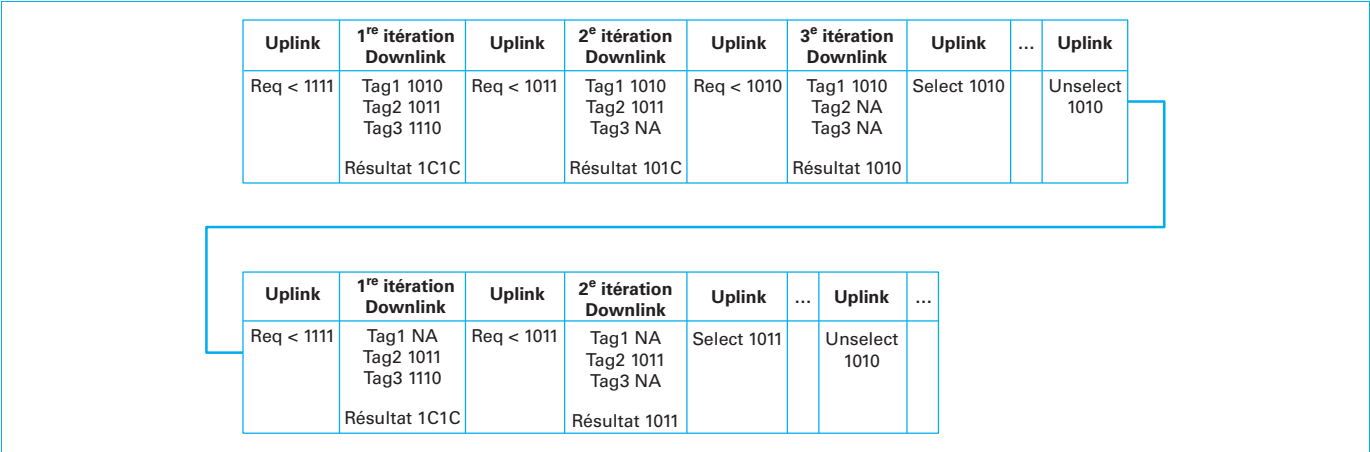 Uplink 1re itération Downlink Uplink 2e itération Downlink Uplink 3e itération Downlink Uplink … Uplink
Req < 1111 Tag1 1010 Req < 1011 Tag1 1010 Req < 1010 Tag1 1010 Select 1010 Unselect
Tag2 1011 Tag2 1011 Tag2 NA 1010
Tag3 1110 Tag3 NA Tag3 NA
Résultat 1C1C Résultat 101C Résultat 1010
Uplink 1re itération Downlink Uplink 2e itération Downlink Uplink … Uplink …
Req < 1111 Tag1 NA Req < 1011 Tag1 NA Select 1011 Unselect
Tag2 1011 Tag2 1011 1010
Tag3 1110 Tag3 NA
Résultat 1C1C Résultat 1011